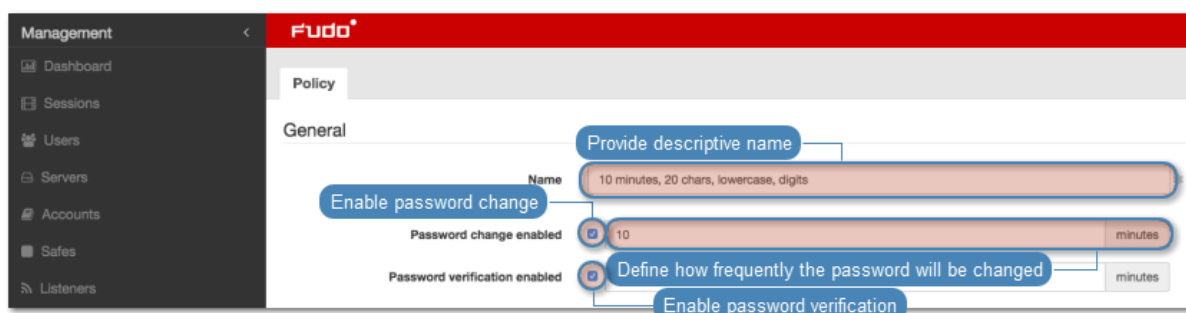 Management <
Fudo
Dashboard
Policy
Sessions
Users
General
Provide descriptive name
Servers
Name 10 minutes, 20 chars, lowercase, digits
Enable password change
Accounts
Password change enabled 10 minutes
Safes
Define how frequently the password will be changed
Password verification enabled minutes
Listeners
Enable password verification